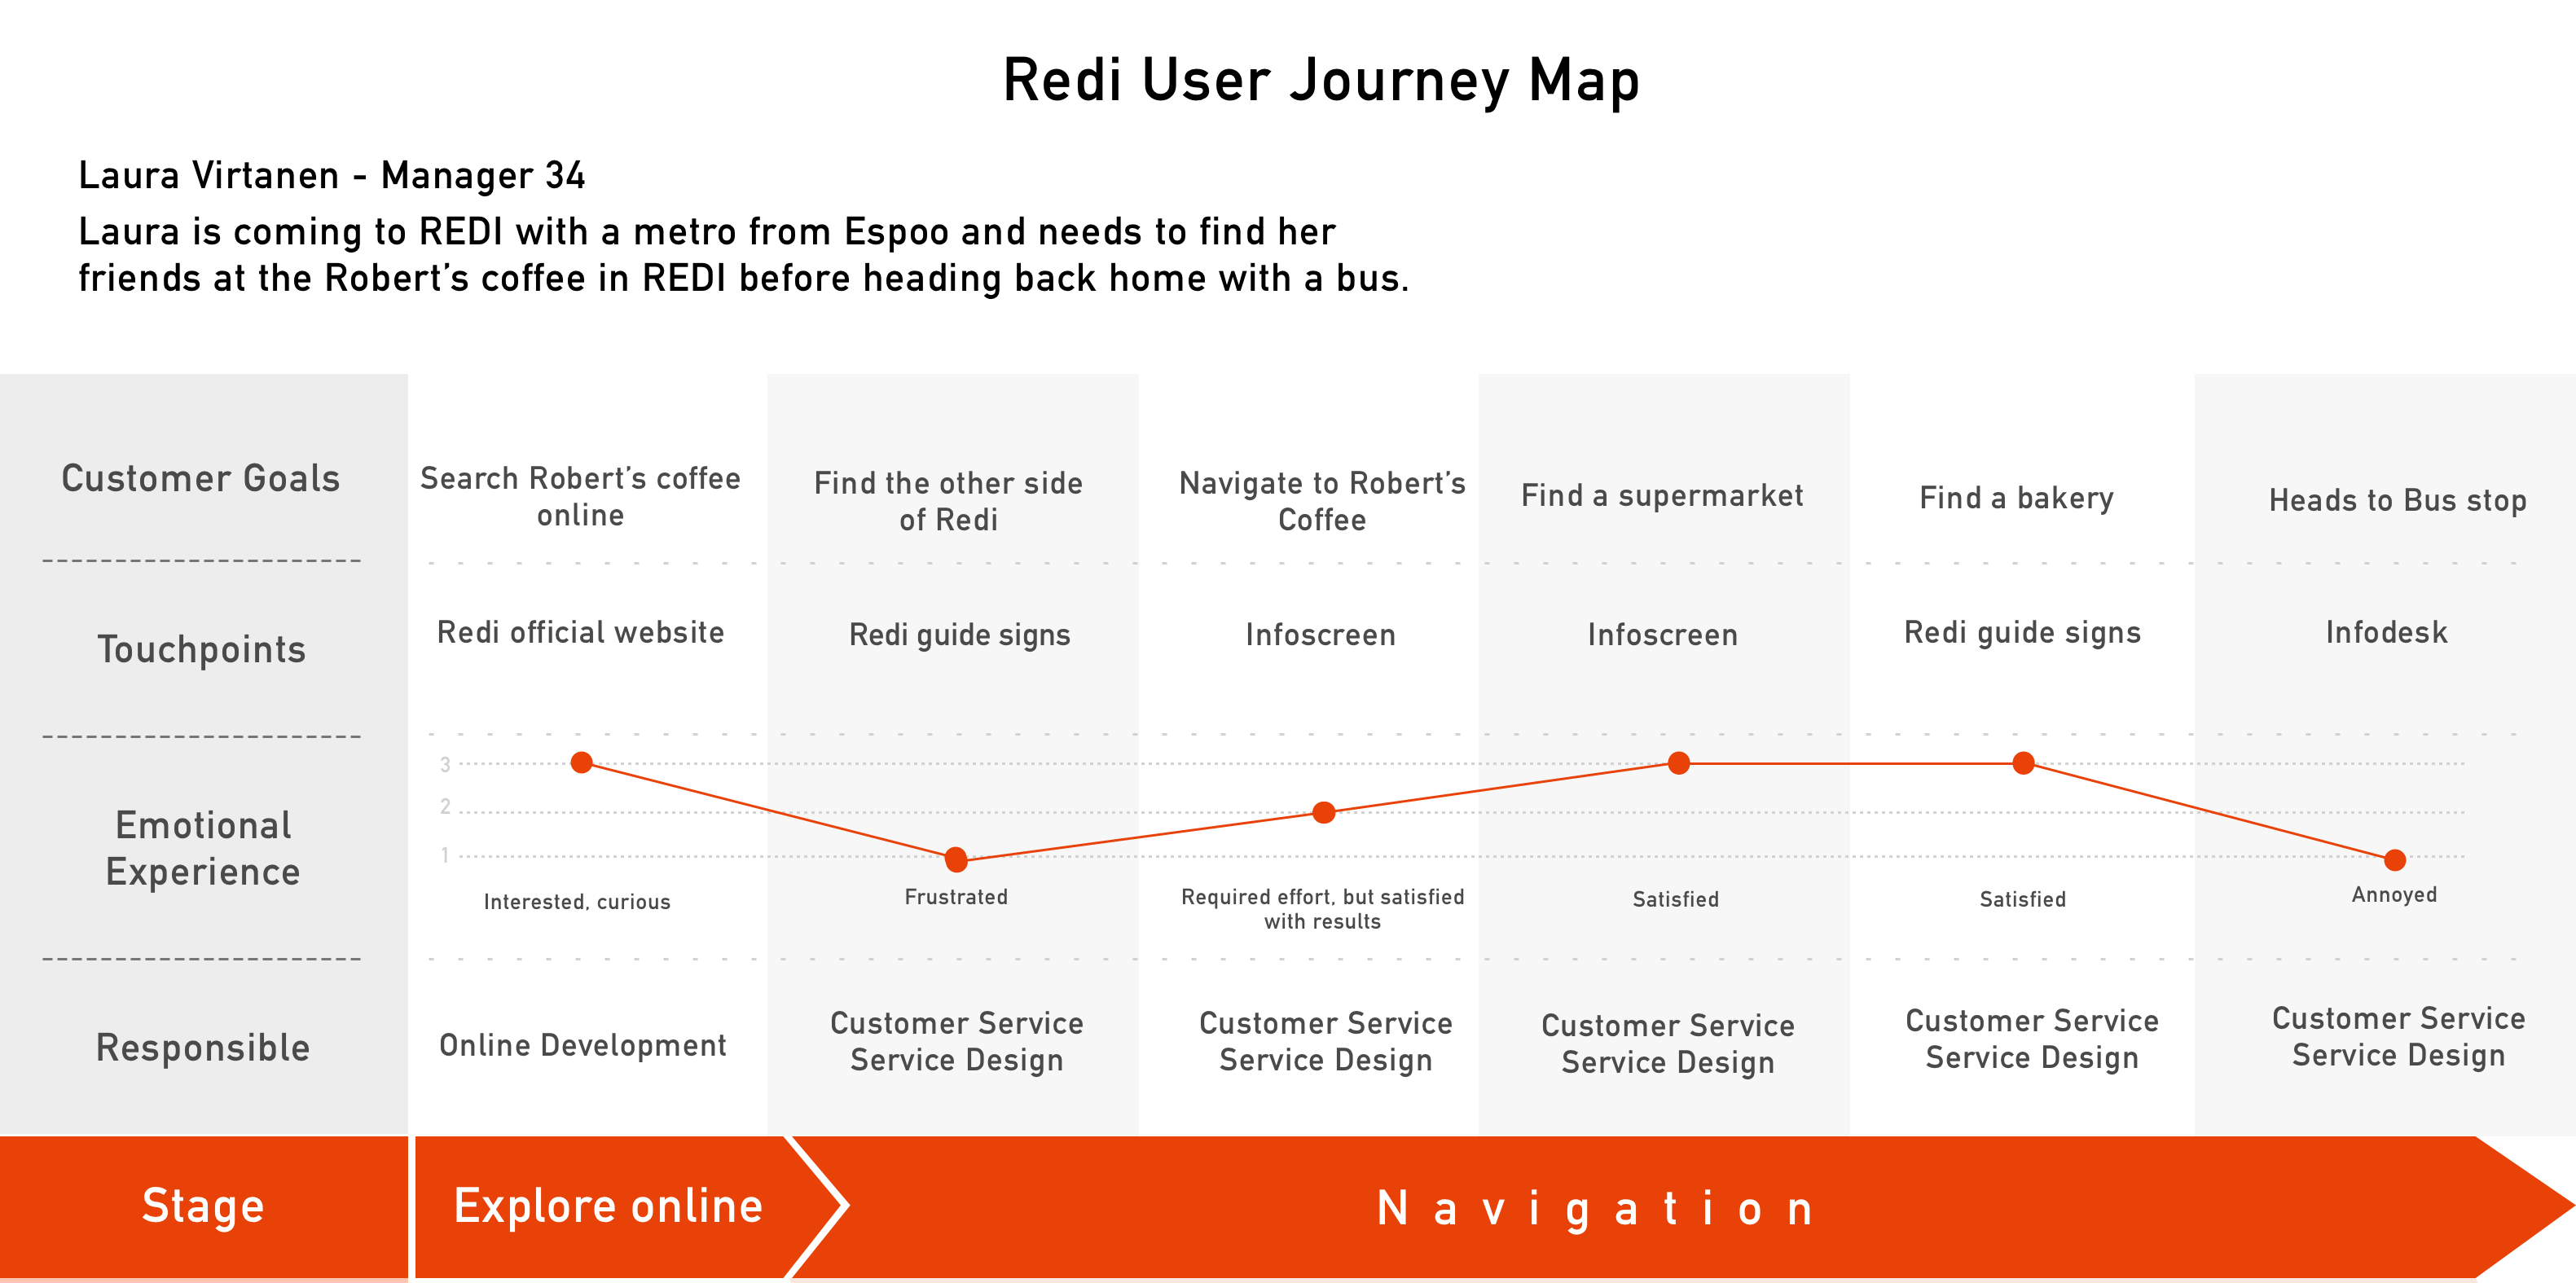 Redi User Journey Map
Laura Virtanen - Manager 34
Laura is coming to REDI with a metro from Espoo and needs to find her
friends at the Robert’s coffee in REDI before heading back home with a bus.
Customer Goals
Search Robert’s coffee
online
Find the other side
of Redi
Navigate to Robert’s
Coffee
Find a supermarket
Find a bakery
Heads to Bus stop
Touchpoints
Redi official website
Redi guide signs
Infoscreen
Infoscreen
Redi guide signs
Infodesk
Emotional
Experience
3
2
1
Interested, curious
Frustrated
Required effort, but satisfied
with results
Satisfied
Satisfied
Annoyed
Responsible
Online Development
Customer Service
Service Design
Customer Service
Service Design
Customer Service
Service Design
Customer Service
Service Design
Customer Service
Service Design
Stage
Explore online
Navigation